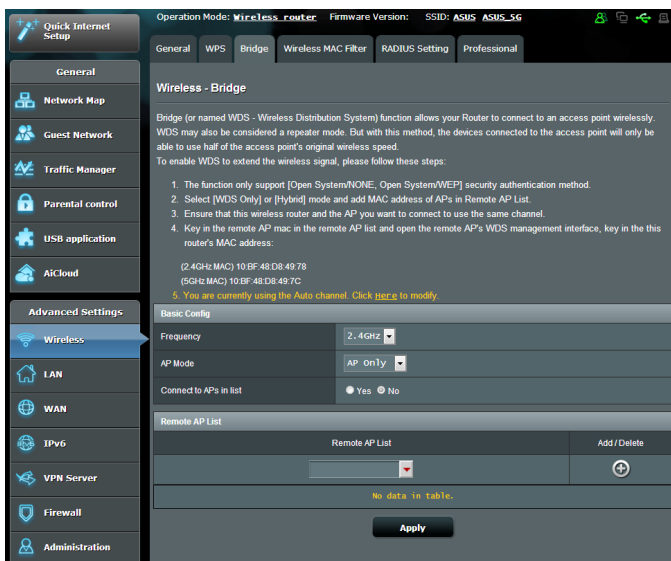 Quick Internet
Setup
Operation Mode: Wireless router Firmware Version: SSID: ASUS ASUS_5G
General WPS Bridge Wireless MAC Filter RADIUS Setting Professional
General
Network Map
Guest Network
Traffic Manager
Parental control
USB application
AiCloud
Advanced Settings
Wireless
LAN
WAN
IPv6
VPN Server
Firewall
Administration
Wireless - Bridge
Bridge (or named WDS - Wireless Distribution System) function allows your Router to connect to an access point wirelessly.
WDS may also be considered a repeater mode. But with this method, the devices connected to the access point will only be
able to use half of the access point's original wireless speed.
To enable WDS to extend the wireless signal, please follow these steps:
1. The function only support [Open System/NONE, Open System/WEP] security authentication method.
2. Select [WDS Only] or [Hybrid] mode and add MAC address of APs in Remote AP List.
3. Ensure that this wireless router and the AP you want to connect to use the same channel.
4. Key in the remote AP mac in the remote AP list and open the remote AP's WDS management interface, key in the this
router's MAC address:
(2.4GHz MAC) 10:BF:48:D8:49:78
(5GHz MAC) 10:BF:48:D8:49:7C
5. You are currently using the Auto channel. Click Here to modify.
Basic Config
Frequency 2.4GHz
AP Mode AP Only
Connect to APs in list Yes No
Remote AP List
Remote AP List Add / Delete
No data in table.
Apply